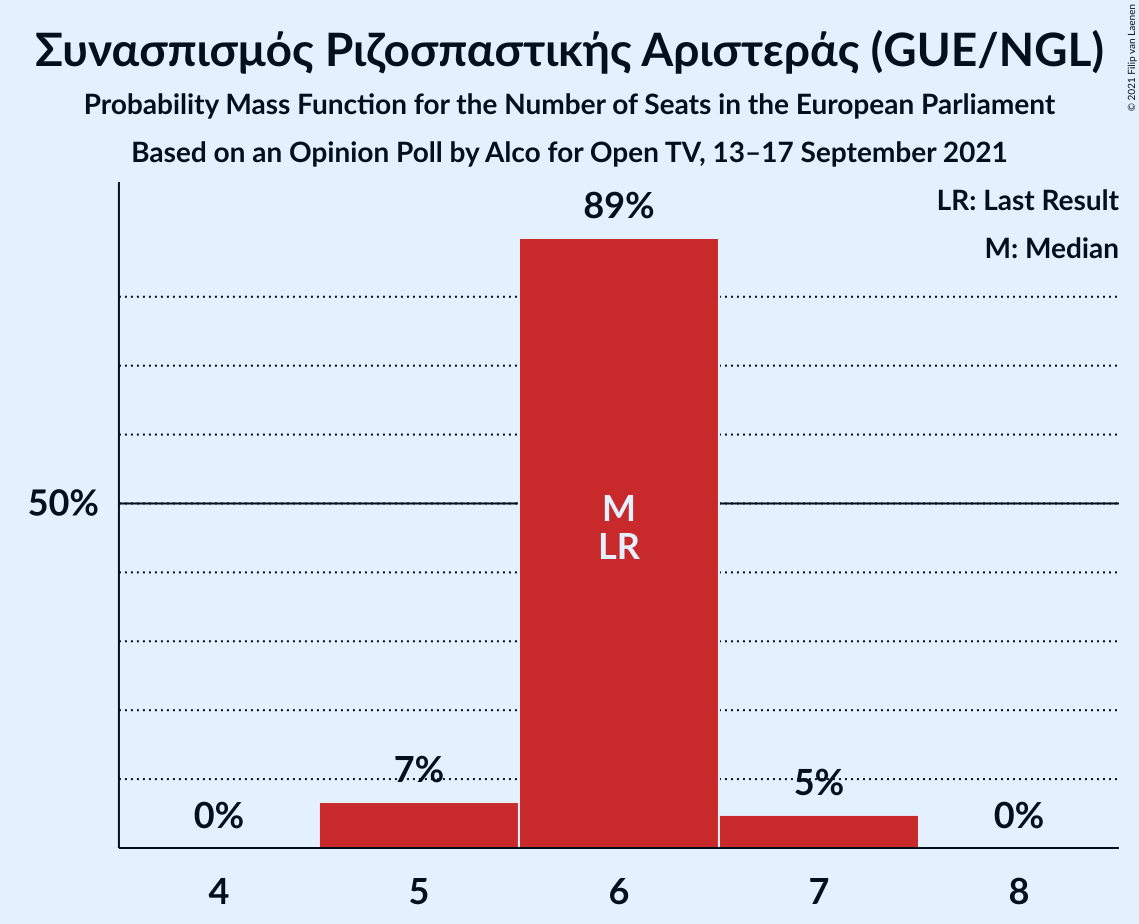 Συνασπισμός Ριζοσπαστικής Αριστεράς (GUE/NGL)
Probability Mass Function for the Number of Seats in the European Parliament
Based on an Opinion Poll by Alco for Open TV, 13–17 September 2021
© 2021 Filip van Laenen
LR: Last Result
M: Median
89%
50%
M
LR
7%
5%
0%
0%
4
5
6
7
8